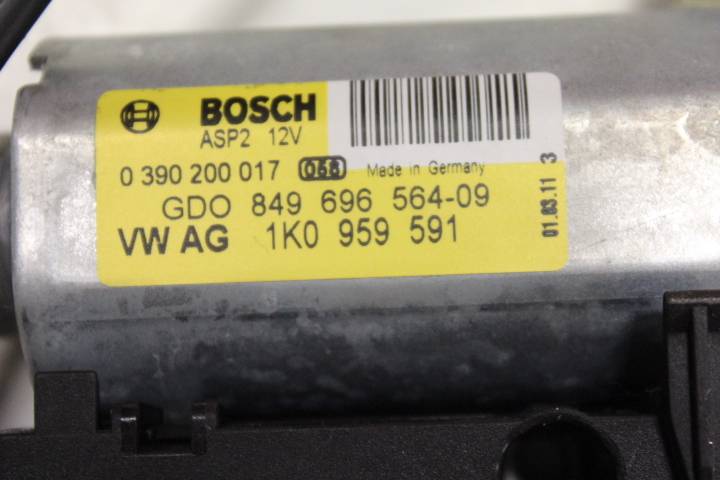 BOSCH
ASP2 12V
0 390 200 017 068 Made in Germany
GDO 849 696 564-09
VW AG 1K0 959 591
01.03.11 3